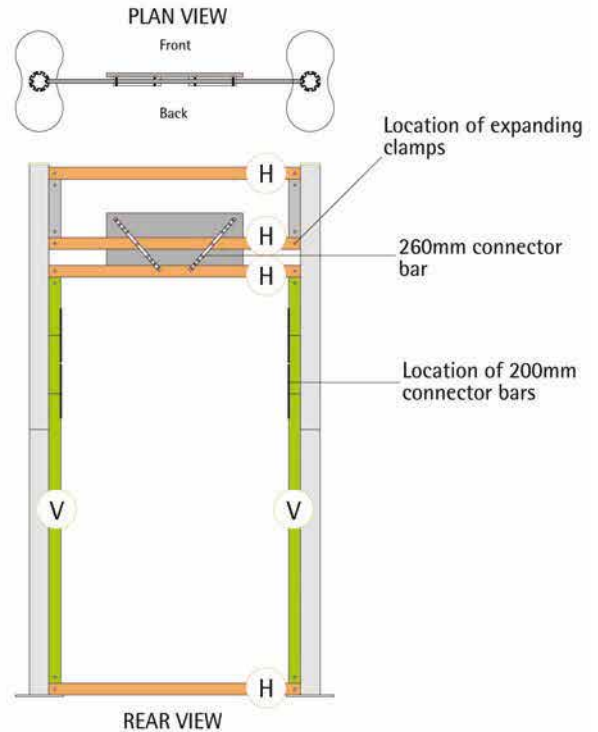 PLAN VIEW
Front
Back
Location of expanding
clamps
H
H
260mm connector
bar
H
Location of 200mm
connector bars
V
V
H
REAR VIEW